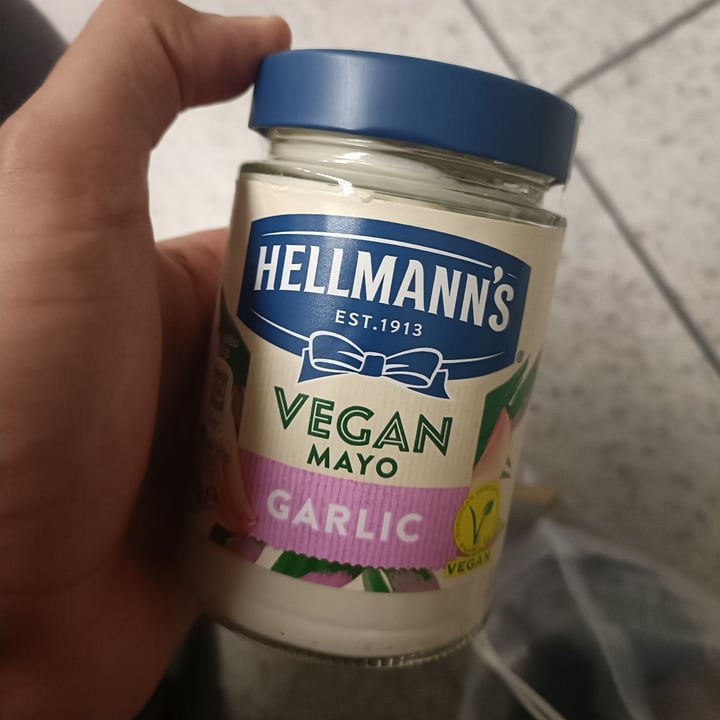 HELLMANN'S
EST.1913
®
VEGAN
MAYO
GARLIC
VEGAN